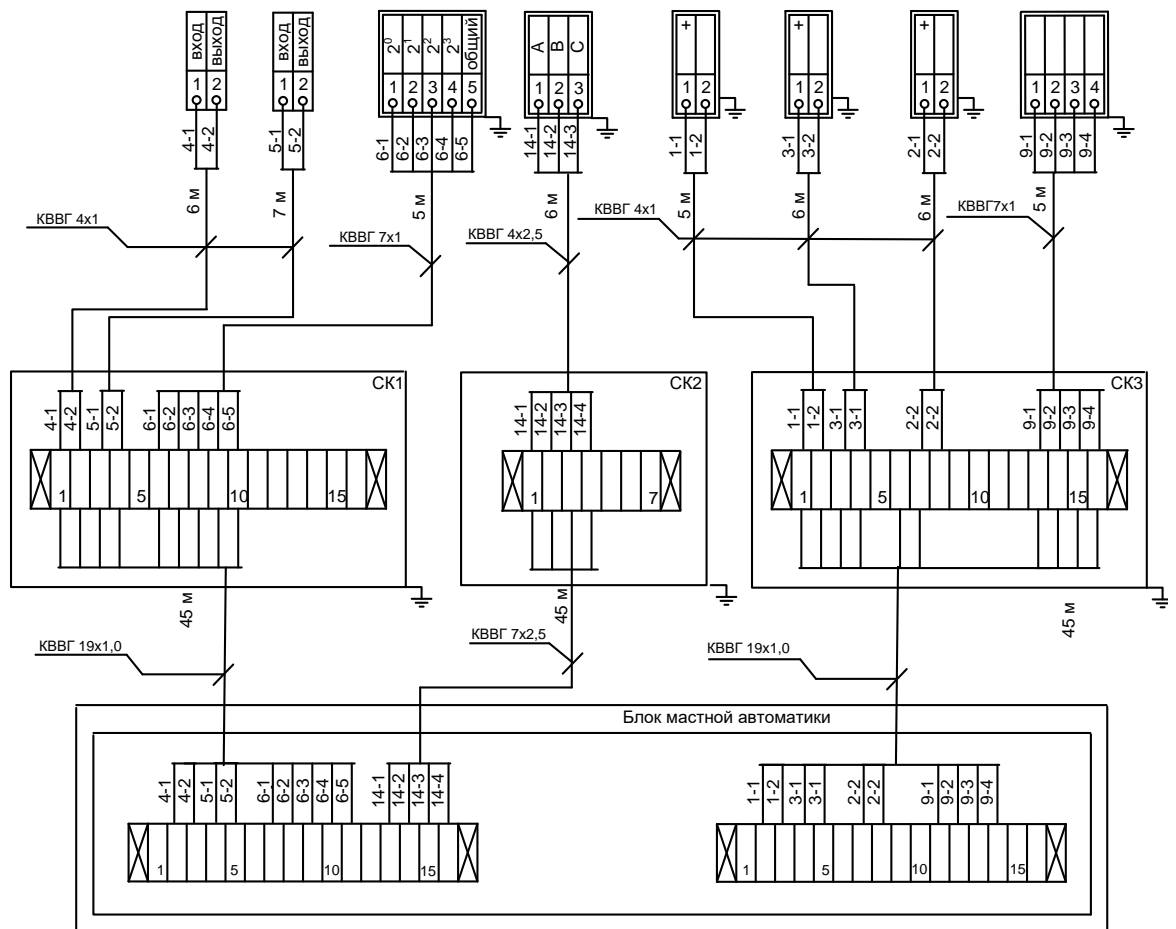 вход
выход
вход
выход
2⁰
2¹
2²
2³
общий
A
B
C
+
+
+
1 2
1 2
1 2 3 4 5
1 2 3
1 2
1 2
1 2
1 2 3 4
4-1 4-2
5-1 5-2
6-1 6-2 6-3 6-4 6-5
14-1 14-2 14-3
1-1 1-2
3-1 3-2
2-1 2-2
9-1 9-2 9-3 9-4
6 м
7 м
5 м
6 м
5 м
6 м
6 м
5 м
КВВГ 4х1
КВВГ 7х1
КВВГ 4х2,5
КВВГ 4х1
КВВГ7х1
СК1
СК2
СК3
4-1 4-2 5-1 5-2 6-1 6-2 6-3 6-4 6-5
14-1 14-2 14-3 14-4
1-1 1-2 3-1 3-1 2-2 2-2 9-1 9-2 9-3 9-4
1 5 10 15
1 7
1 5 10 15
45 м
45 м
45 м
КВВГ 19х1,0
КВВГ 7х2,5
КВВГ 19х1,0
Блок мастной автоматики
4-1 4-2 5-1 5-2 6-1 6-2 6-3 6-4 6-5 14-1 14-2 14-3 14-4
1-1 1-2 3-1 3-1 2-2 2-2 9-1 9-2 9-3 9-4
1 5 10 15
1 5 10 15